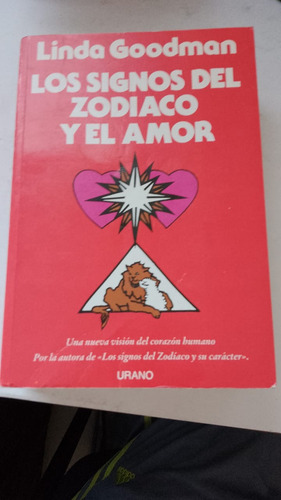 Linda Goodman
LOS SIGNOS DEL
ZODIACO
Y EL AMOR
Una nueva visión del corazón humano
Por la autora de «Los signos del Zodíaco y su carácter».
URANO